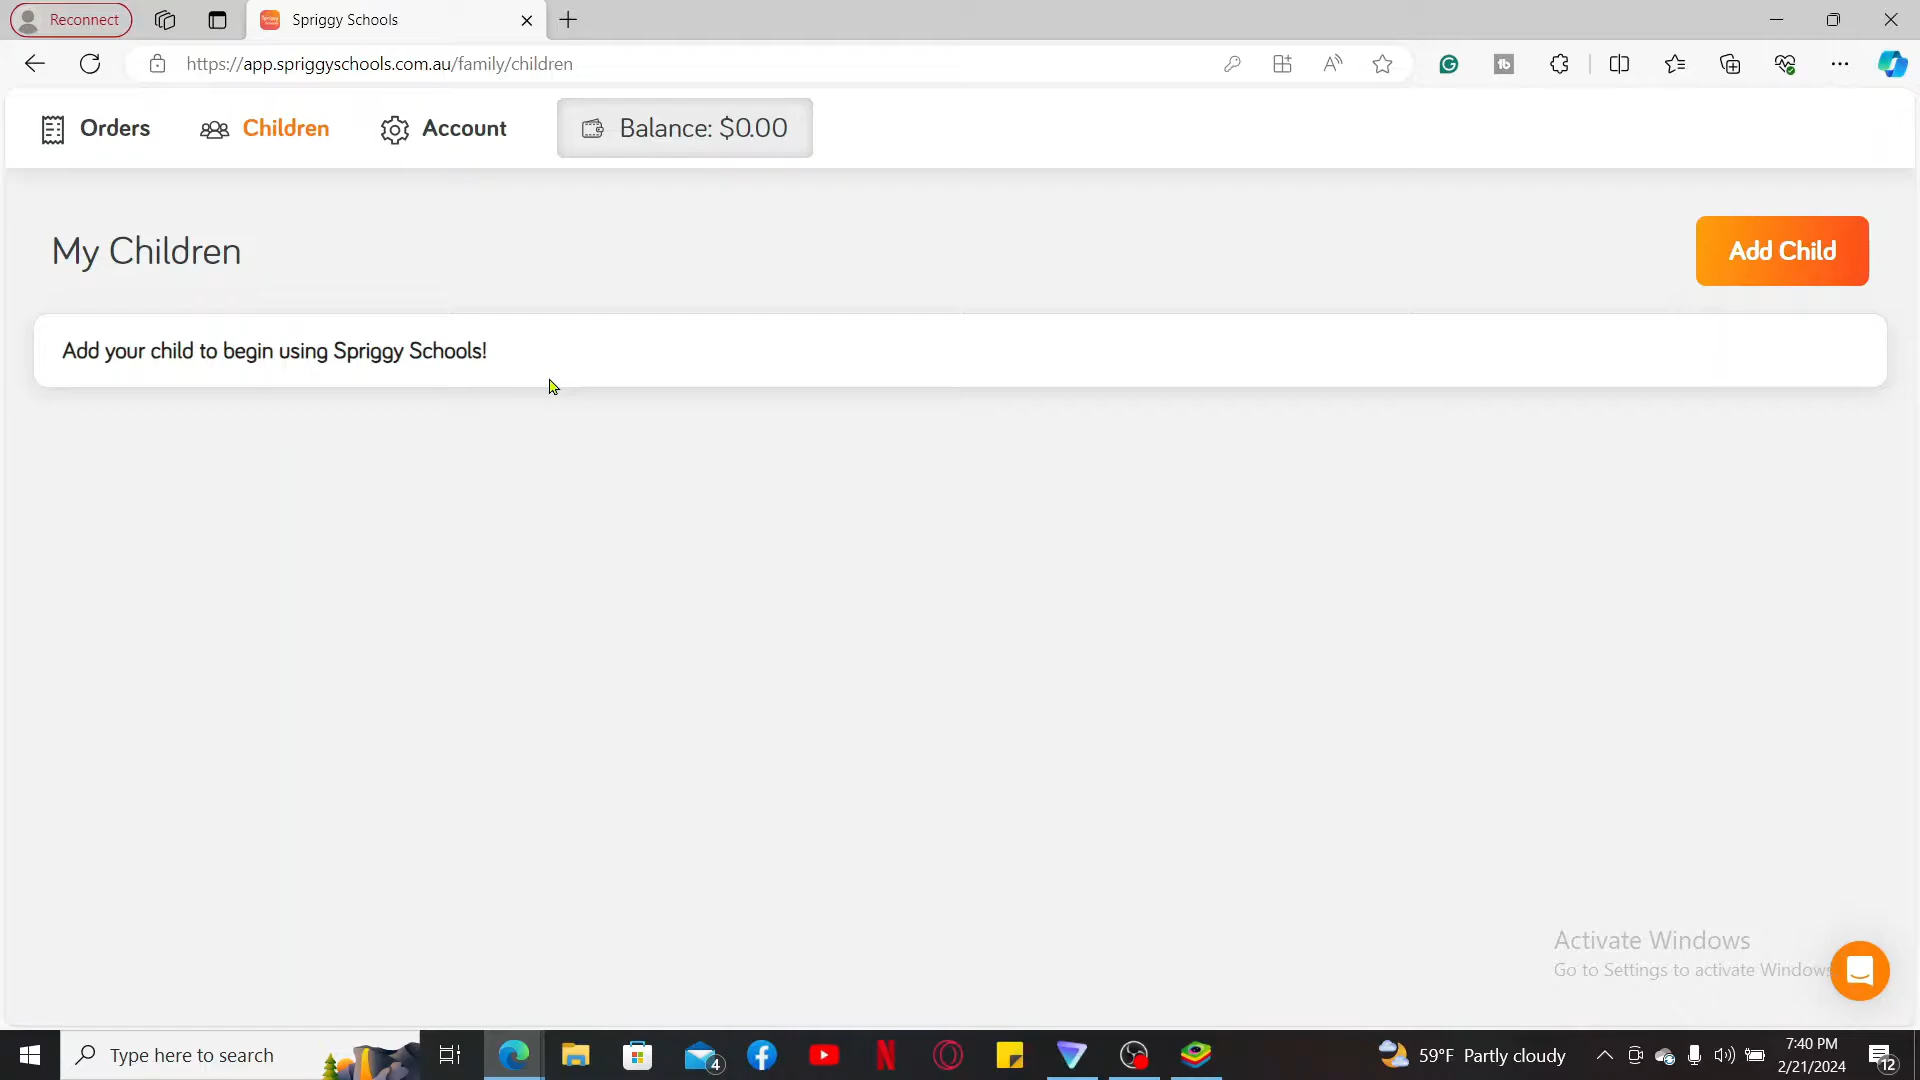 Reconnect
Spriggy Schools
https://app.spriggyschools.com.au/family/children
Orders
Children
Account
Balance: $0.00
My Children
Add Child
Add your child to begin using Spriggy Schools!
Activate Windows
Go to Settings to activate Windows
Type here to search
4
59°F Partly cloudy
7:40 PM
2/21/2024
12